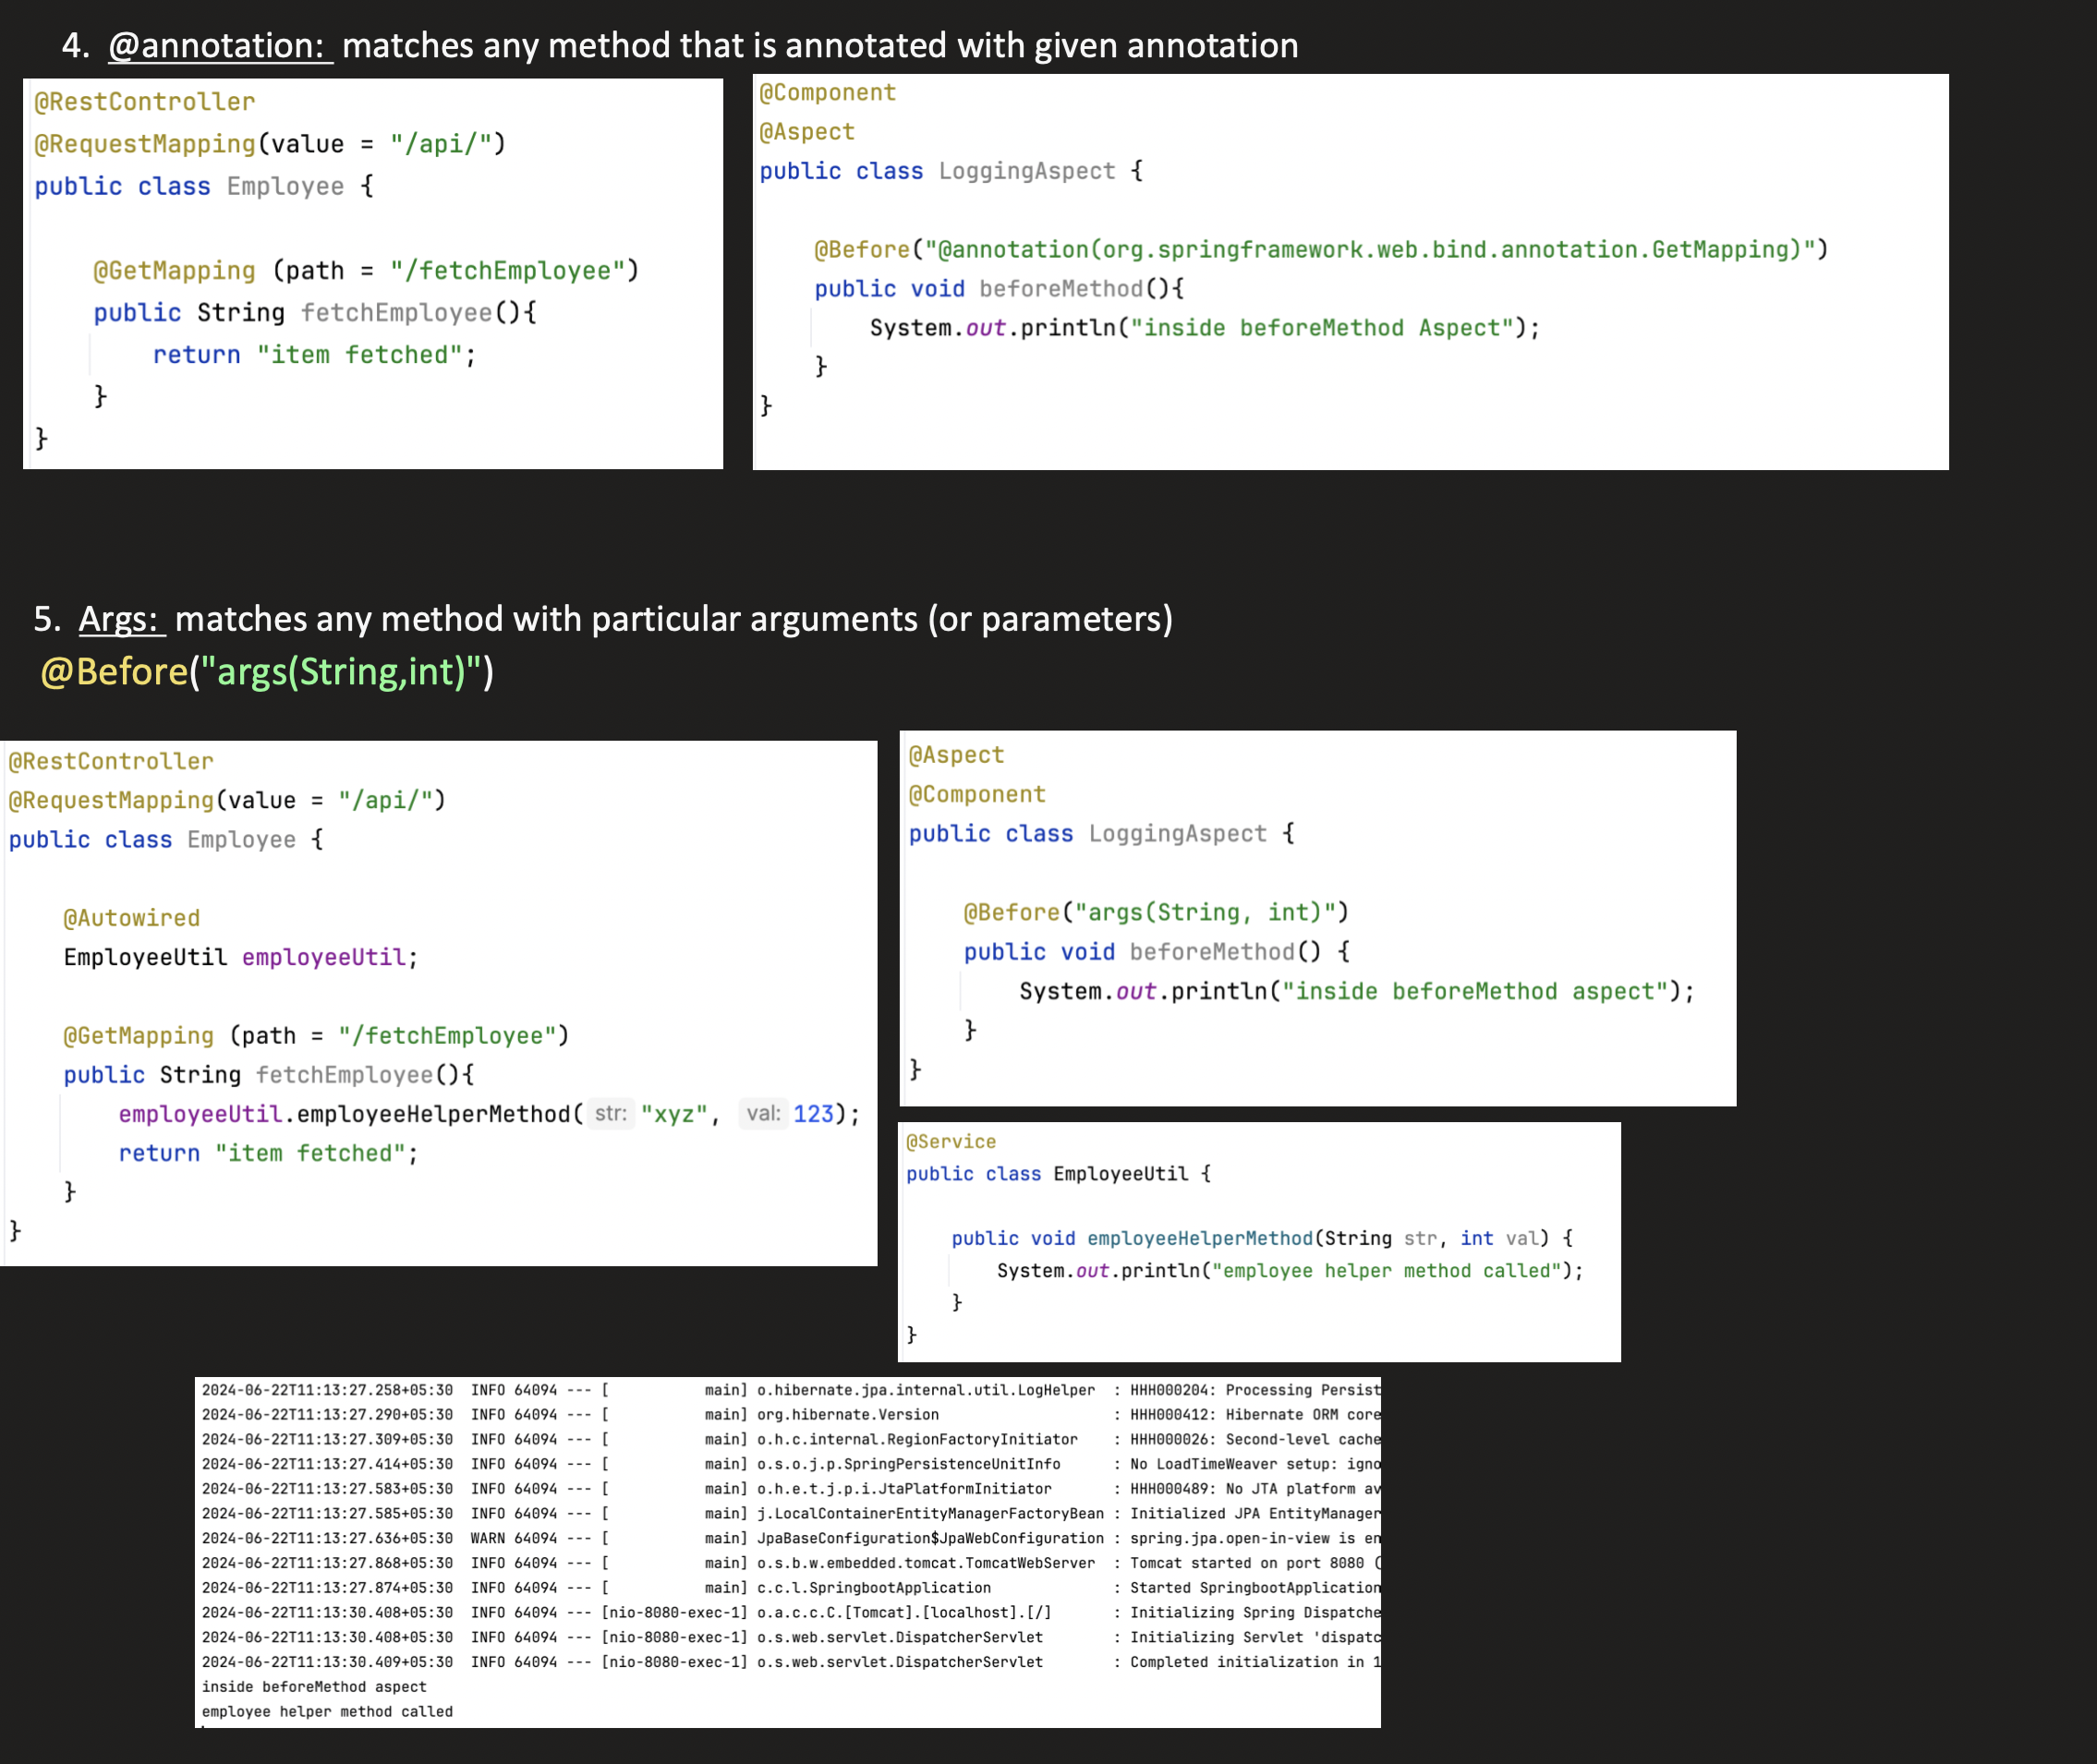 4. @annotation: matches any method that is annotated with given annotation
@RestController
@RequestMapping(value = "/api/")
public class Employee {
@GetMapping (path = "/fetchEmployee")
public String fetchEmployee(){
return "item fetched";
}
}
@Component
@Aspect
public class LoggingAspect {
@Before("@annotation(org.springframework.web.bind.annotation.GetMapping)")
public void beforeMethod(){
System.out.println("inside beforeMethod Aspect");
}
}
5. Args: matches any method with particular arguments (or parameters)
@Before("args(String,int)")
@RestController
@RequestMapping(value = "/api/")
public class Employee {
@Autowired
EmployeeUtil employeeUtil;
@GetMapping (path = "/fetchEmployee")
public String fetchEmployee(){
employeeUtil.employeeHelperMethod( str: "xyz", val: 123);
return "item fetched";
}
}
@Aspect
@Component
public class LoggingAspect {
@Before("args(String, int)")
public void beforeMethod() {
System.out.println("inside beforeMethod aspect");
}
}
@Service
public class EmployeeUtil {
public void employeeHelperMethod(String str, int val) {
System.out.println("employee helper method called");
}
}
2024-06-22T11:13:27.258+05:30 INFO 64094 --- [ main] o.hibernate.jpa.internal.util.LogHelper : HHH000204: Processing Persist
2024-06-22T11:13:27.290+05:30 INFO 64094 --- [ main] org.hibernate.Version : HHH000412: Hibernate ORM core
2024-06-22T11:13:27.309+05:30 INFO 64094 --- [ main] o.h.c.internal.RegionFactoryInitiator : HHH000026: Second-level cache
2024-06-22T11:13:27.414+05:30 INFO 64094 --- [ main] o.s.o.j.p.SpringPersistenceUnitInfo : No LoadTimeWeaver setup: igno
2024-06-22T11:13:27.583+05:30 INFO 64094 --- [ main] o.h.e.t.j.p.i.JtaPlatformInitiator : HHH000489: No JTA platform av
2024-06-22T11:13:27.585+05:30 INFO 64094 --- [ main] j.LocalContainerEntityManagerFactoryBean : Initialized JPA EntityManager
2024-06-22T11:13:27.636+05:30 WARN 64094 --- [ main] JpaBaseConfiguration$JpaWebConfiguration : spring.jpa.open-in-view is en
2024-06-22T11:13:27.868+05:30 INFO 64094 --- [ main] o.s.b.w.embedded.tomcat.TomcatWebServer : Tomcat started on port 8080 (
2024-06-22T11:13:27.874+05:30 INFO 64094 --- [ main] c.c.l.SpringbootApplication : Started SpringbootApplication
2024-06-22T11:13:30.408+05:30 INFO 64094 --- [nio-8080-exec-1] o.a.c.c.C.[Tomcat].[localhost].[/] : Initializing Spring Dispatche
2024-06-22T11:13:30.408+05:30 INFO 64094 --- [nio-8080-exec-1] o.s.web.servlet.DispatcherServlet : Initializing Servlet 'dispatc
2024-06-22T11:13:30.409+05:30 INFO 64094 --- [nio-8080-exec-1] o.s.web.servlet.DispatcherServlet : Completed initialization in 1
inside beforeMethod aspect
employee helper method called